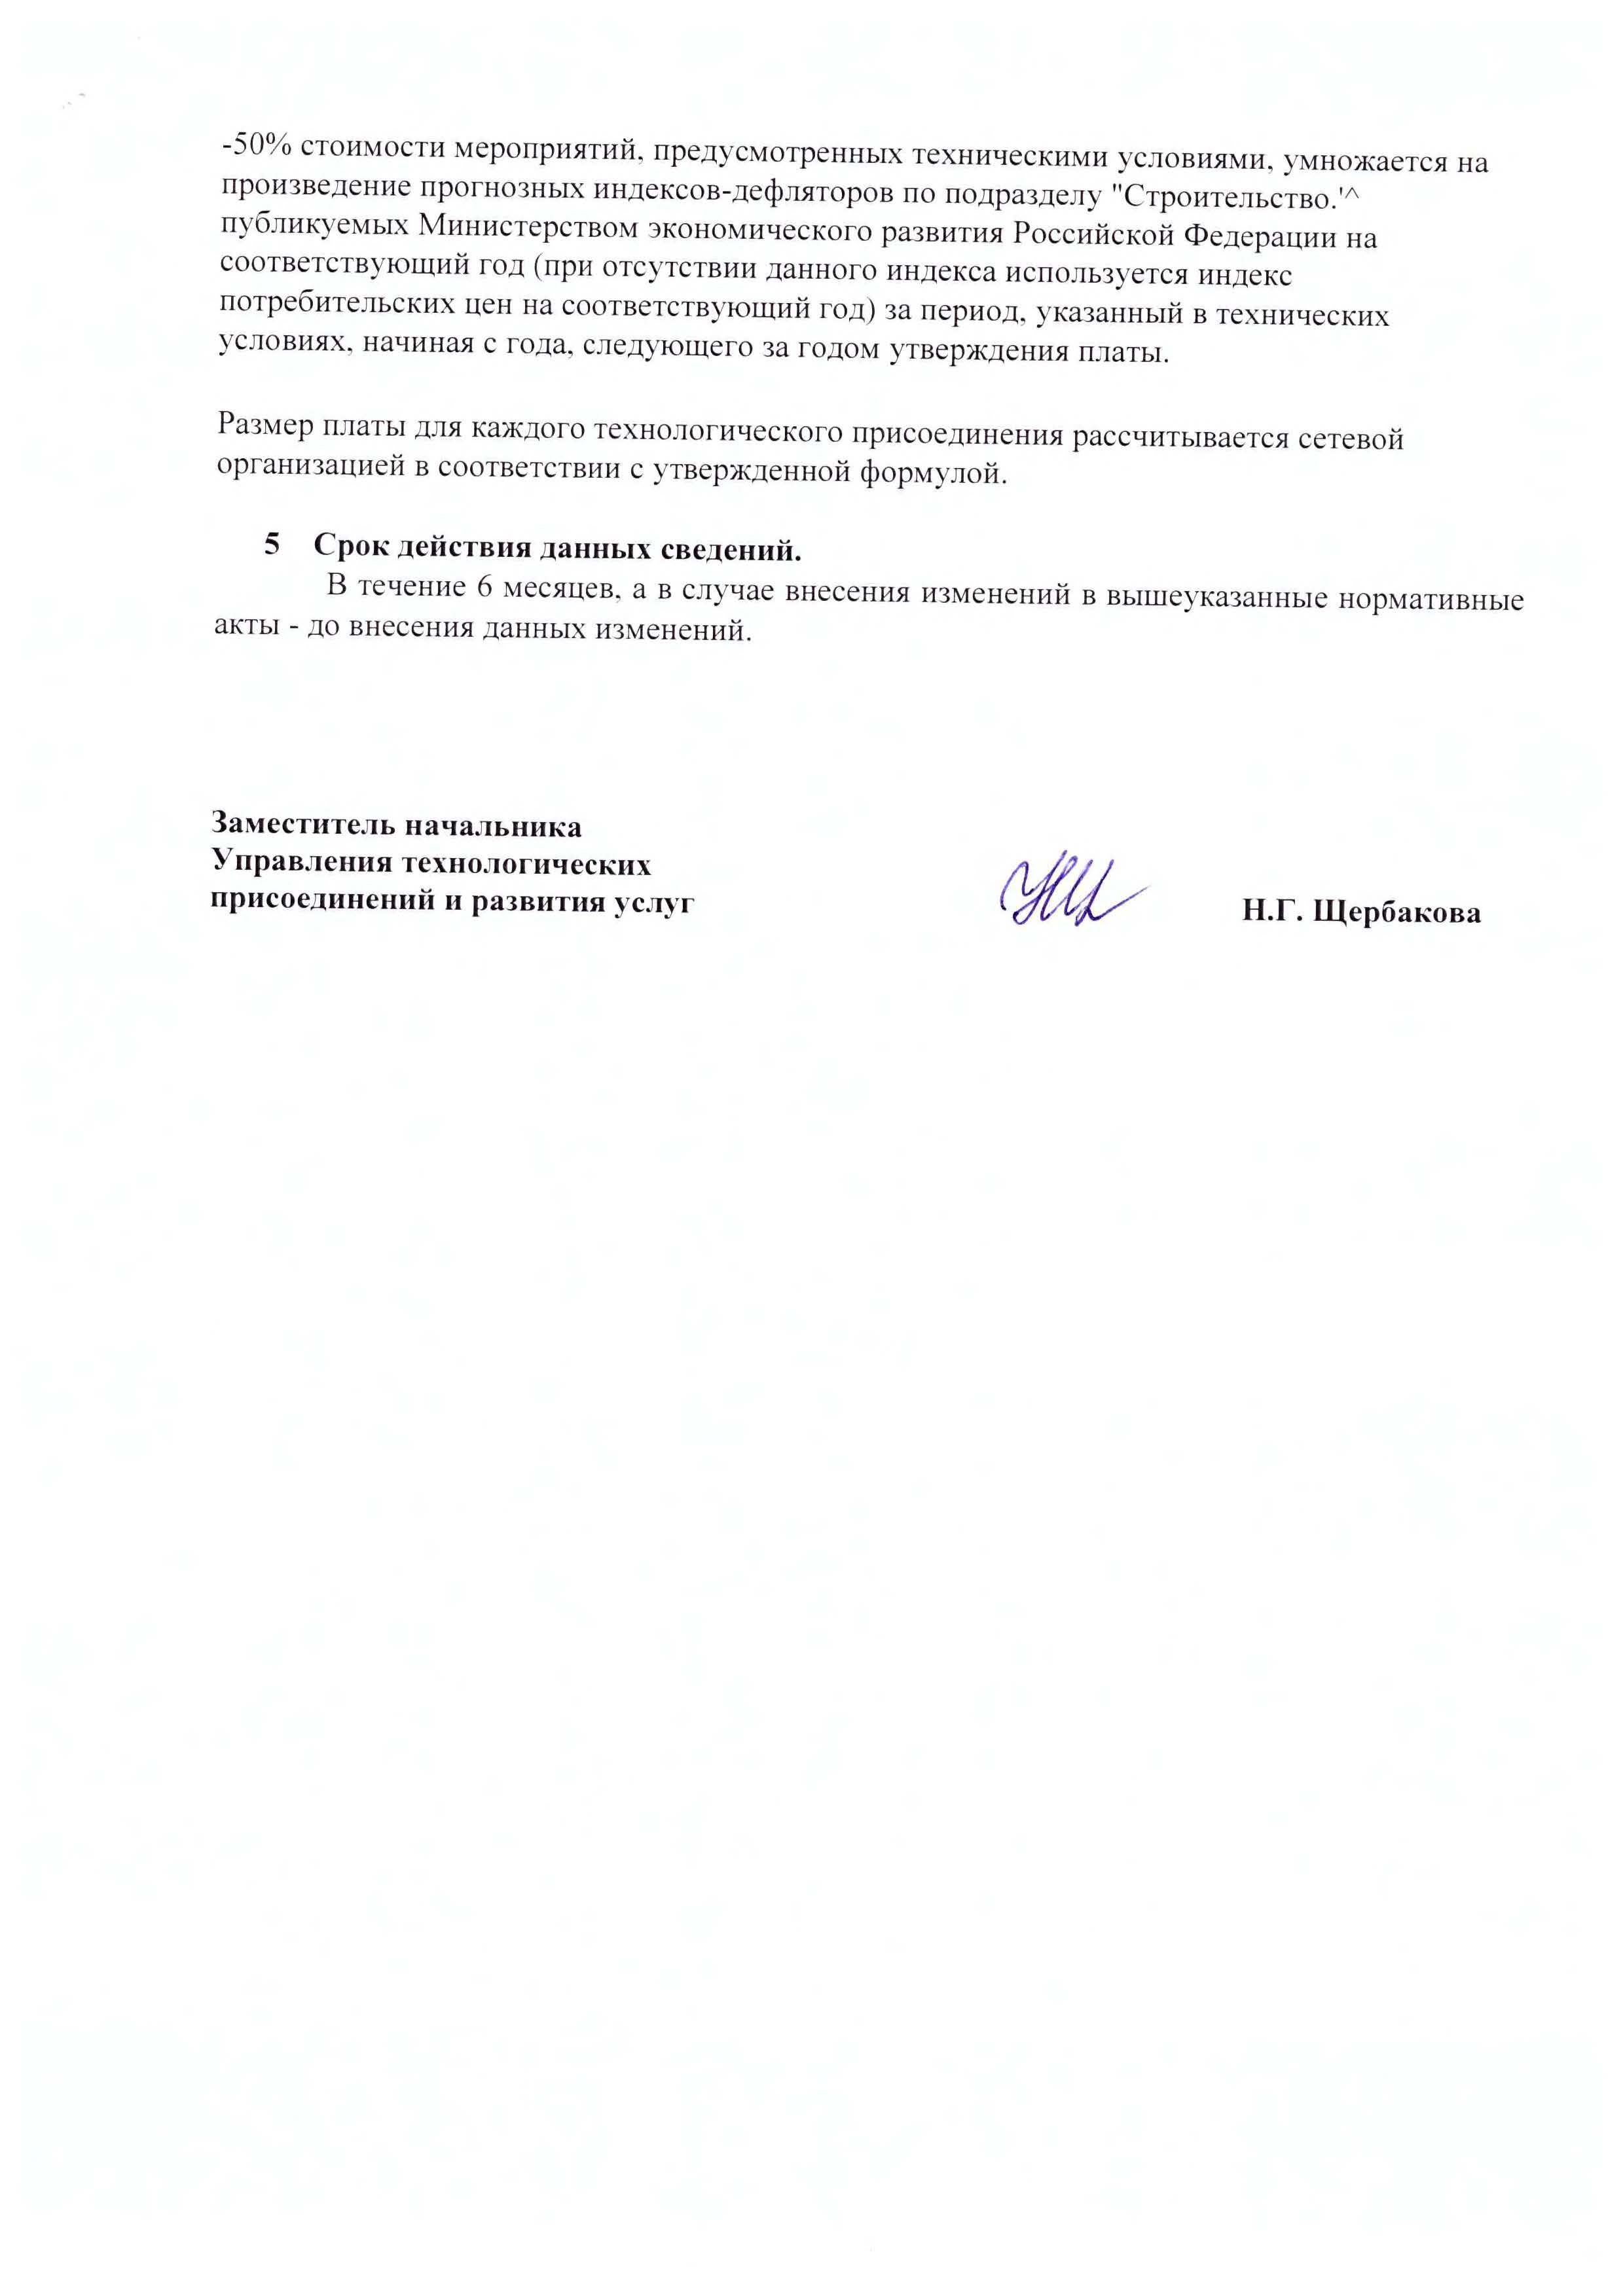 -50% стоимости мероприятий, предусмотренных техническими условиями, умножается на
произведение прогнозных индексов-дефляторов по подразделу "Строительство.'^
публикуемых Министерством экономического развития Российской Федерации на
соответствующий год (при отсутствии данного индекса используется индекс
потребительских цен на соответствующий год) за период, указанный в технических
условиях, начиная с года, следующего за годом утверждения платы.
Размер платы для каждого технологического присоединения рассчитывается сетевой
организацией в соответствии с утвержденной формулой.
5 Срок действия данных сведений.
В течение 6 месяцев, а в случае внесения изменений в вышеуказанные нормативные
акты - до внесения данных изменений.
Заместитель начальника
Управления технологических
присоединений и развития услуг
Н.Г. Щербакова